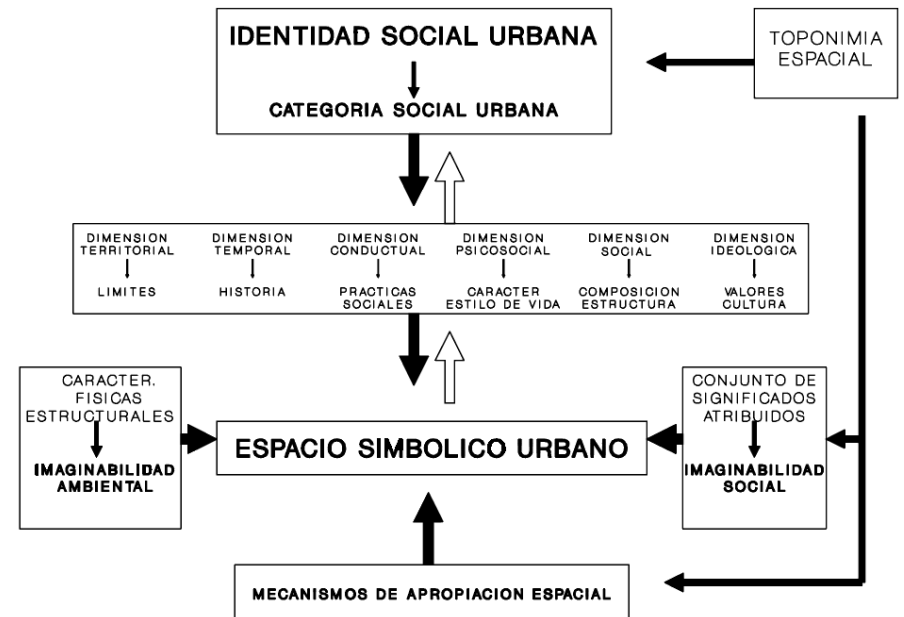 IDENTIDAD SOCIAL URBANA
CATEGORIA SOCIAL URBANA
TOPONIMIA
ESPACIAL
DIMENSION
TERRITORIAL
LIMITES
DIMENSION
TEMPORAL
HISTORIA
DIMENSION
CONDUCTUAL
PRACTICAS
SOCIALES
DIMENSION
PSICOSOCIAL
CARACTER
ESTILO DE VIDA
DIMENSION
SOCIAL
COMPOSICION
ESTRUCTURA
DIMENSION
IDEOLOGICA
VALORES
CULTURA
CARACTER.
FISICAS
ESTRUCTURALES
IMAGINABILIDAD
AMBIENTAL
ESPACIO SIMBOLICO URBANO
CONJUNTO DE
SIGNIFICADOS
ATRIBUIDOS
IMAGINABILIDAD
SOCIAL
MECANISMOS DE APROPIACION ESPACIAL